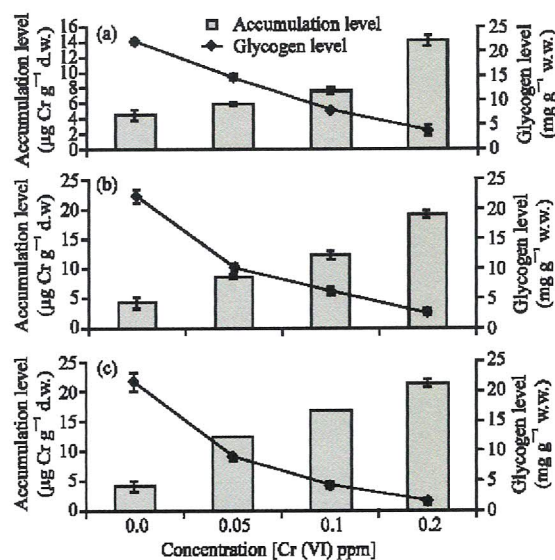 Accumulation level
Glycogen level
(a)
Accumulation level
(µg Cr g⁻¹ d.w.)
16
14
12
10
8
6
4
2
0
25
20
15
10
5
0
Glycogen level
(mg g⁻¹ w.w.)
(b)
Accumulation level
(µg Cr g⁻¹ d.w)
25
20
15
10
5
0
25
20
15
10
5
0
Glycogen level
(mg g⁻¹ w.w.)
(c)
Accumulation level
(µg Cr g⁻¹ d.w.)
25
20
15
10
5
0
25
20
15
10
5
0
Glycogen level
(mg g⁻¹ w.w.)
0.0 0.05 0.1 0.2
Concentration [Cr (VI) ppm]